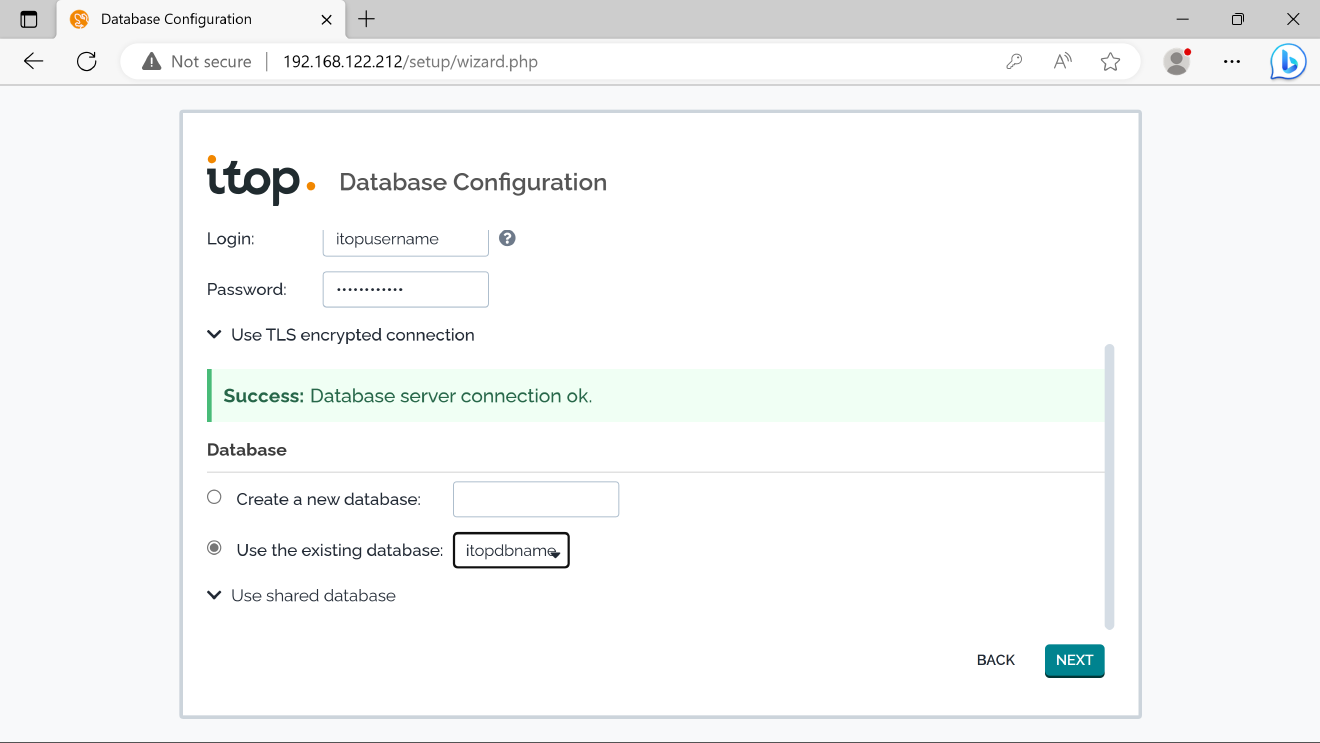 Database Configuration
Not secure
192.168.122.212/setup/wizard.php
itop.
Database Configuration
Login: itopusername
Password: ••••••••••••
Use TLS encrypted connection
Success: Database server connection ok.
Database
Create a new database:
Use the existing database: itopdbname
Use shared database
BACK NEXT